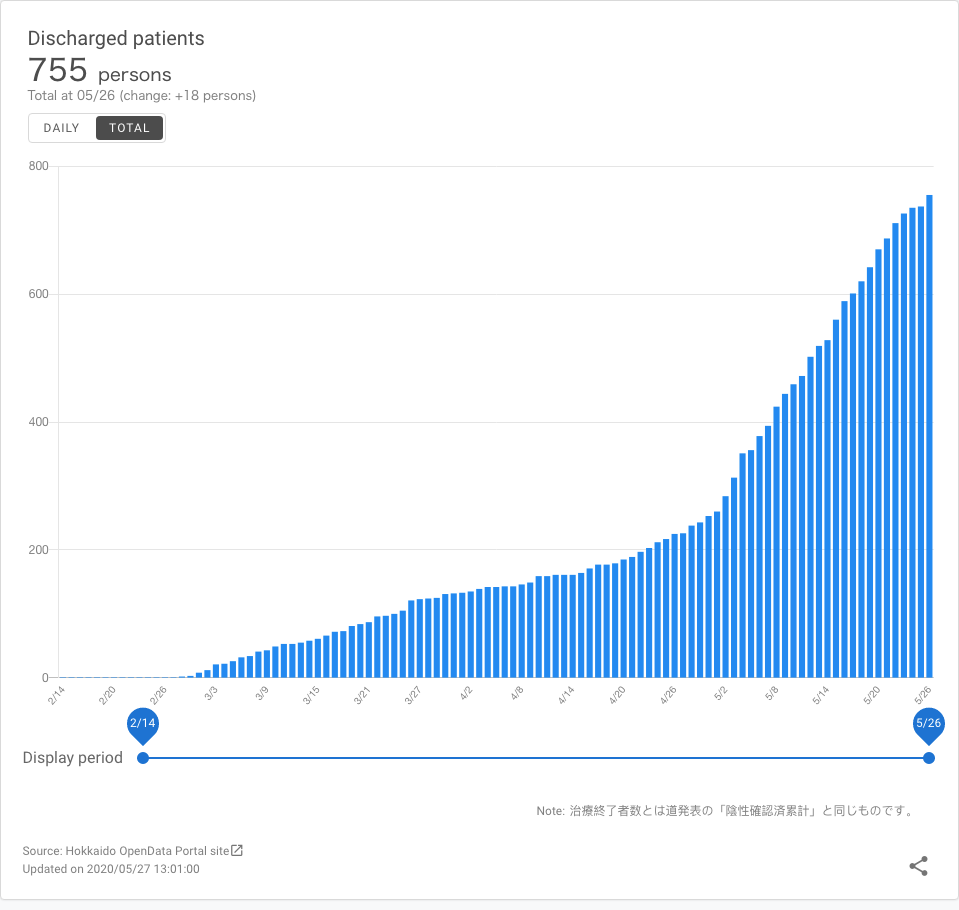 Discharged patients
755 persons
Total at 05/26 (change: +18 persons)
DAILY TOTAL
800
600
400
200
0
2/14 2/20 2/26 3/3 3/9 3/15 3/21 3/27 4/2 4/8 4/14 4/20 4/26 5/2 5/8 5/14 5/20 5/26
2/14 5/26
Display period
Note: 治療終了者数とは道発表の「陰性確認済累計」と同じものです。
Source: Hokkaido OpenData Portal site
Updated on 2020/05/27 13:01:00